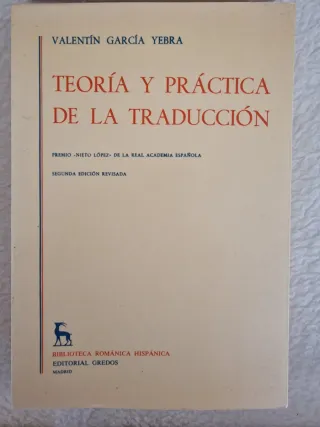 VALENTÍN GARCÍA YEBRA
TEORÍA Y PRÁCTICA
DE LA TRADUCCIÓN
PREMIO «NIETO LÓPEZ» DE LA REAL ACADEMIA ESPAÑOLA
SEGUNDA EDICIÓN REVISADA
BIBLIOTECA ROMÁNICA HISPÁNICA
EDITORIAL GREDOS
MADRID